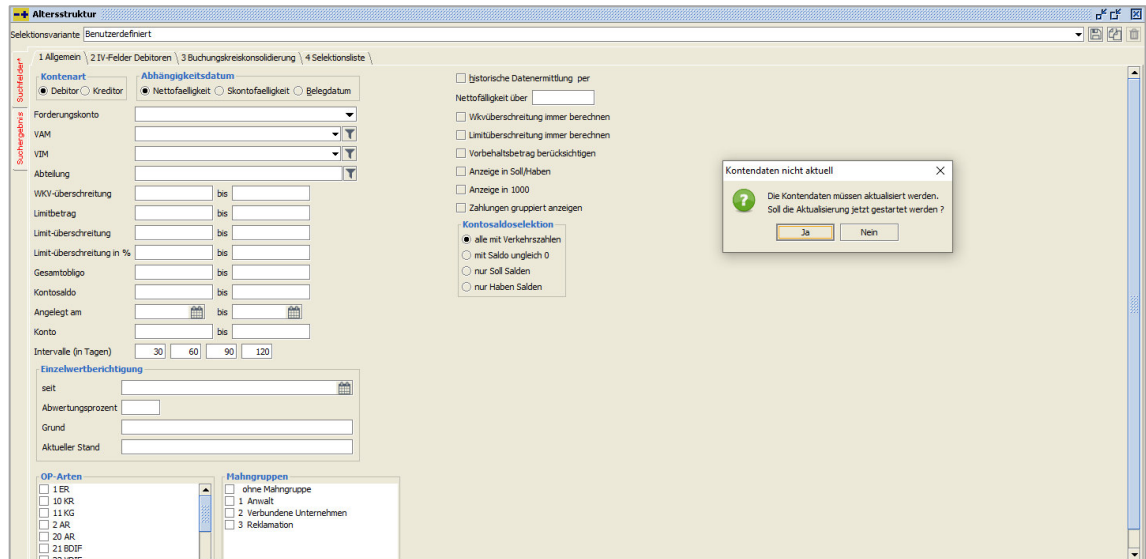 Altersstruktur
Selektionsvariante Benutzerdefiniert
1 Allgemein 2 IV-Felder Debitoren 3 Buchungskreiskonsolidierung 4 Selektionsliste
Suchfelder*
Suchergebnis
Kontenart
Debitor Kreditor
Abhängigkeitsdatum
Nettofaelligkeit Skontofaelligkeit Belegdatum
Forderungskonto
VAM
VIM
Abteilung
WKV-überschreitung bis
Limitbetrag bis
Limit-überschreitung bis
Limit-überschreitung in % bis
Gesamtobligo bis
Kontosaldo bis
Angelegt am bis
Konto bis
Intervalle (in Tagen) 30 60 90 120
Einzelwertberichtigung
seit
Abwertungsprozent
Grund
Aktueller Stand
OP-Arten
1 ER
10 KR
11 KG
2 AR
20 AR
21 BDIF
Mahngruppen
ohne Mahngruppe
1 Anwalt
2 Verbundene Unternehmen
3 Reklamation
historische Datenermittlung per
Nettofälligkeit über
Wkvüberschreitung immer berechnen
Limitüberschreitung immer berechnen
Vorbehaltsbetrag berücksichtigen
Anzeige in Soll/Haben
Anzeige in 1000
Zahlungen gruppiert anzeigen
Kontosaldoselektion
alle mit Verkehrszahlen
mit Saldo ungleich 0
nur Soll Salden
nur Haben Salden
Kontendaten nicht aktuell
Die Kontendaten müssen aktualisiert werden.
Soll die Aktualisierung jetzt gestartet werden ?
Ja Nein